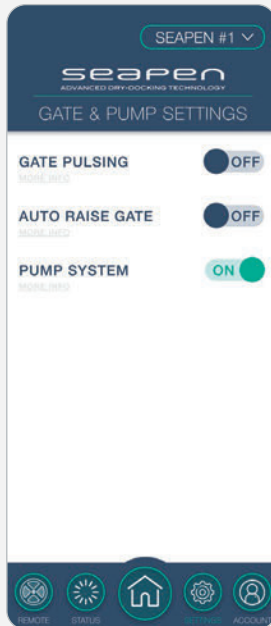 SEAPEN #1
seapen
ADVANCED DRY-DOCKING TECHNOLOGY
GATE & PUMP SETTINGS
GATE PULSING OFF
MORE INFO
AUTO RAISE GATE OFF
MORE INFO
PUMP SYSTEM ON
MORE INFO
REMOTE STATUS SETTINGS ACCOUNT